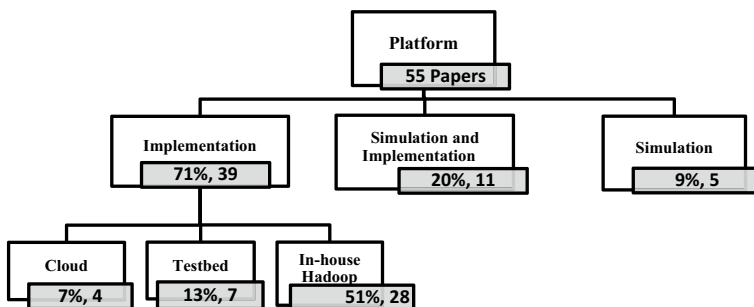 Platform
55 Papers
Implementation
71%, 39
Simulation and
Implementation
20%, 11
Simulation
9%, 5
Cloud
7%, 4
Testbed
13%, 7
In-house
Hadoop
51%, 28